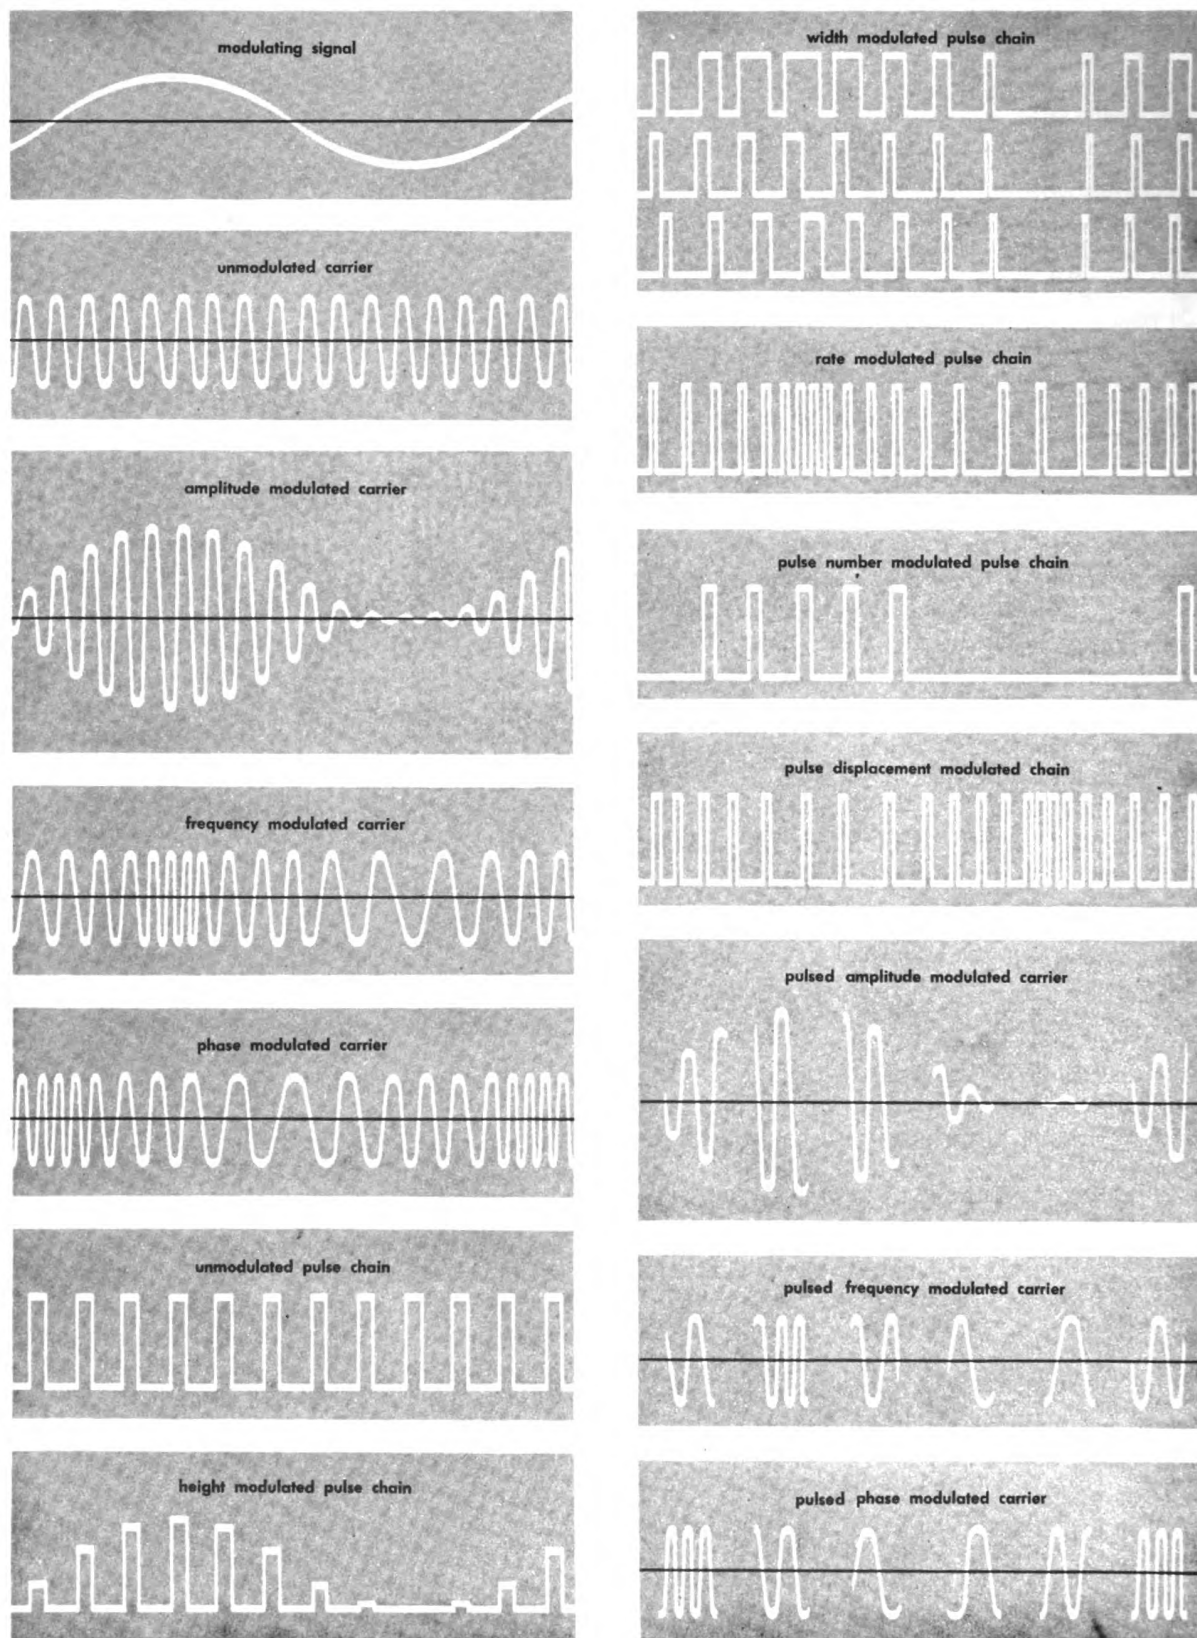 modulating signal
unmodulated carrier
amplitude modulated carrier
frequency modulated carrier
phase modulated carrier
unmodulated pulse chain
height modulated pulse chain
width modulated pulse chain
rate modulated pulse chain
pulse number modulated pulse chain
pulse displacement modulated chain
pulsed amplitude modulated carrier
pulsed frequency modulated carrier
pulsed phase modulated carrier